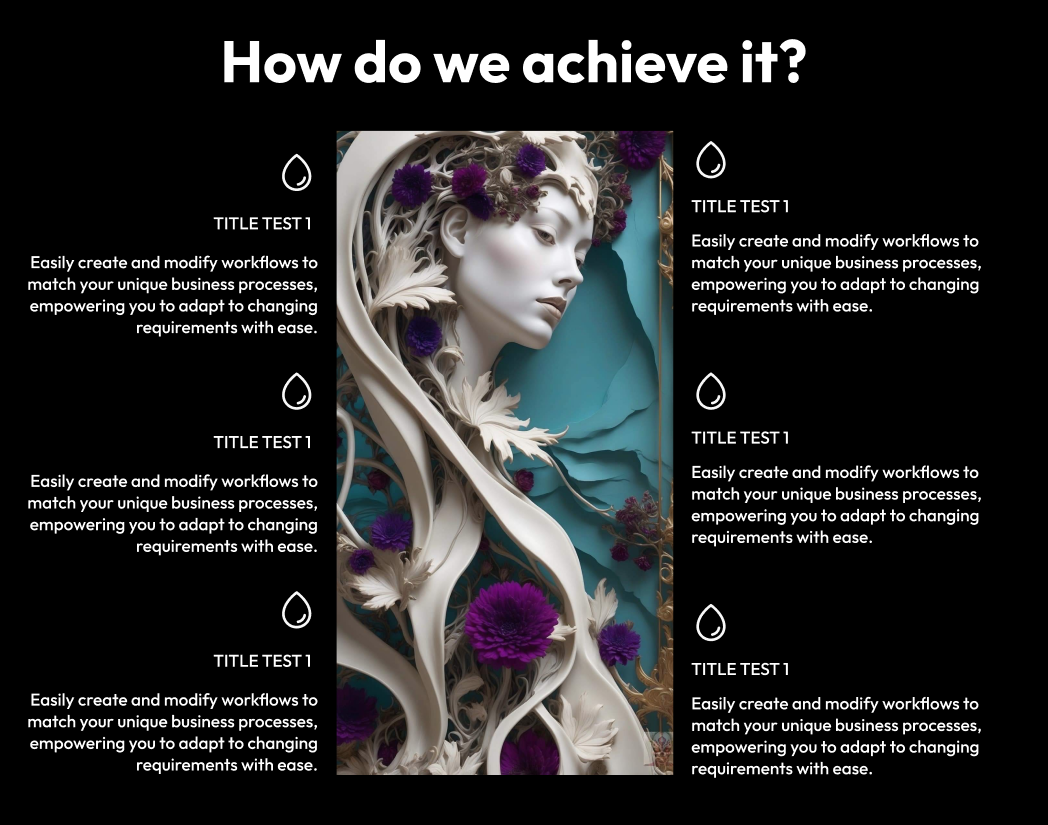 How do we achieve it?
TITLE TEST 1
Easily create and modify workflows to
match your unique business processes,
empowering you to adapt to changing
requirements with ease.
TITLE TEST 1
Easily create and modify workflows to
match your unique business processes,
empowering you to adapt to changing
requirements with ease.
TITLE TEST 1
Easily create and modify workflows to
match your unique business processes,
empowering you to adapt to changing
requirements with ease.
TITLE TEST 1
Easily create and modify workflows to
match your unique business processes,
empowering you to adapt to changing
requirements with ease.
TITLE TEST 1
Easily create and modify workflows to
match your unique business processes,
empowering you to adapt to changing
requirements with ease.
TITLE TEST 1
Easily create and modify workflows to
match your unique business processes,
empowering you to adapt to changing
requirements with ease.